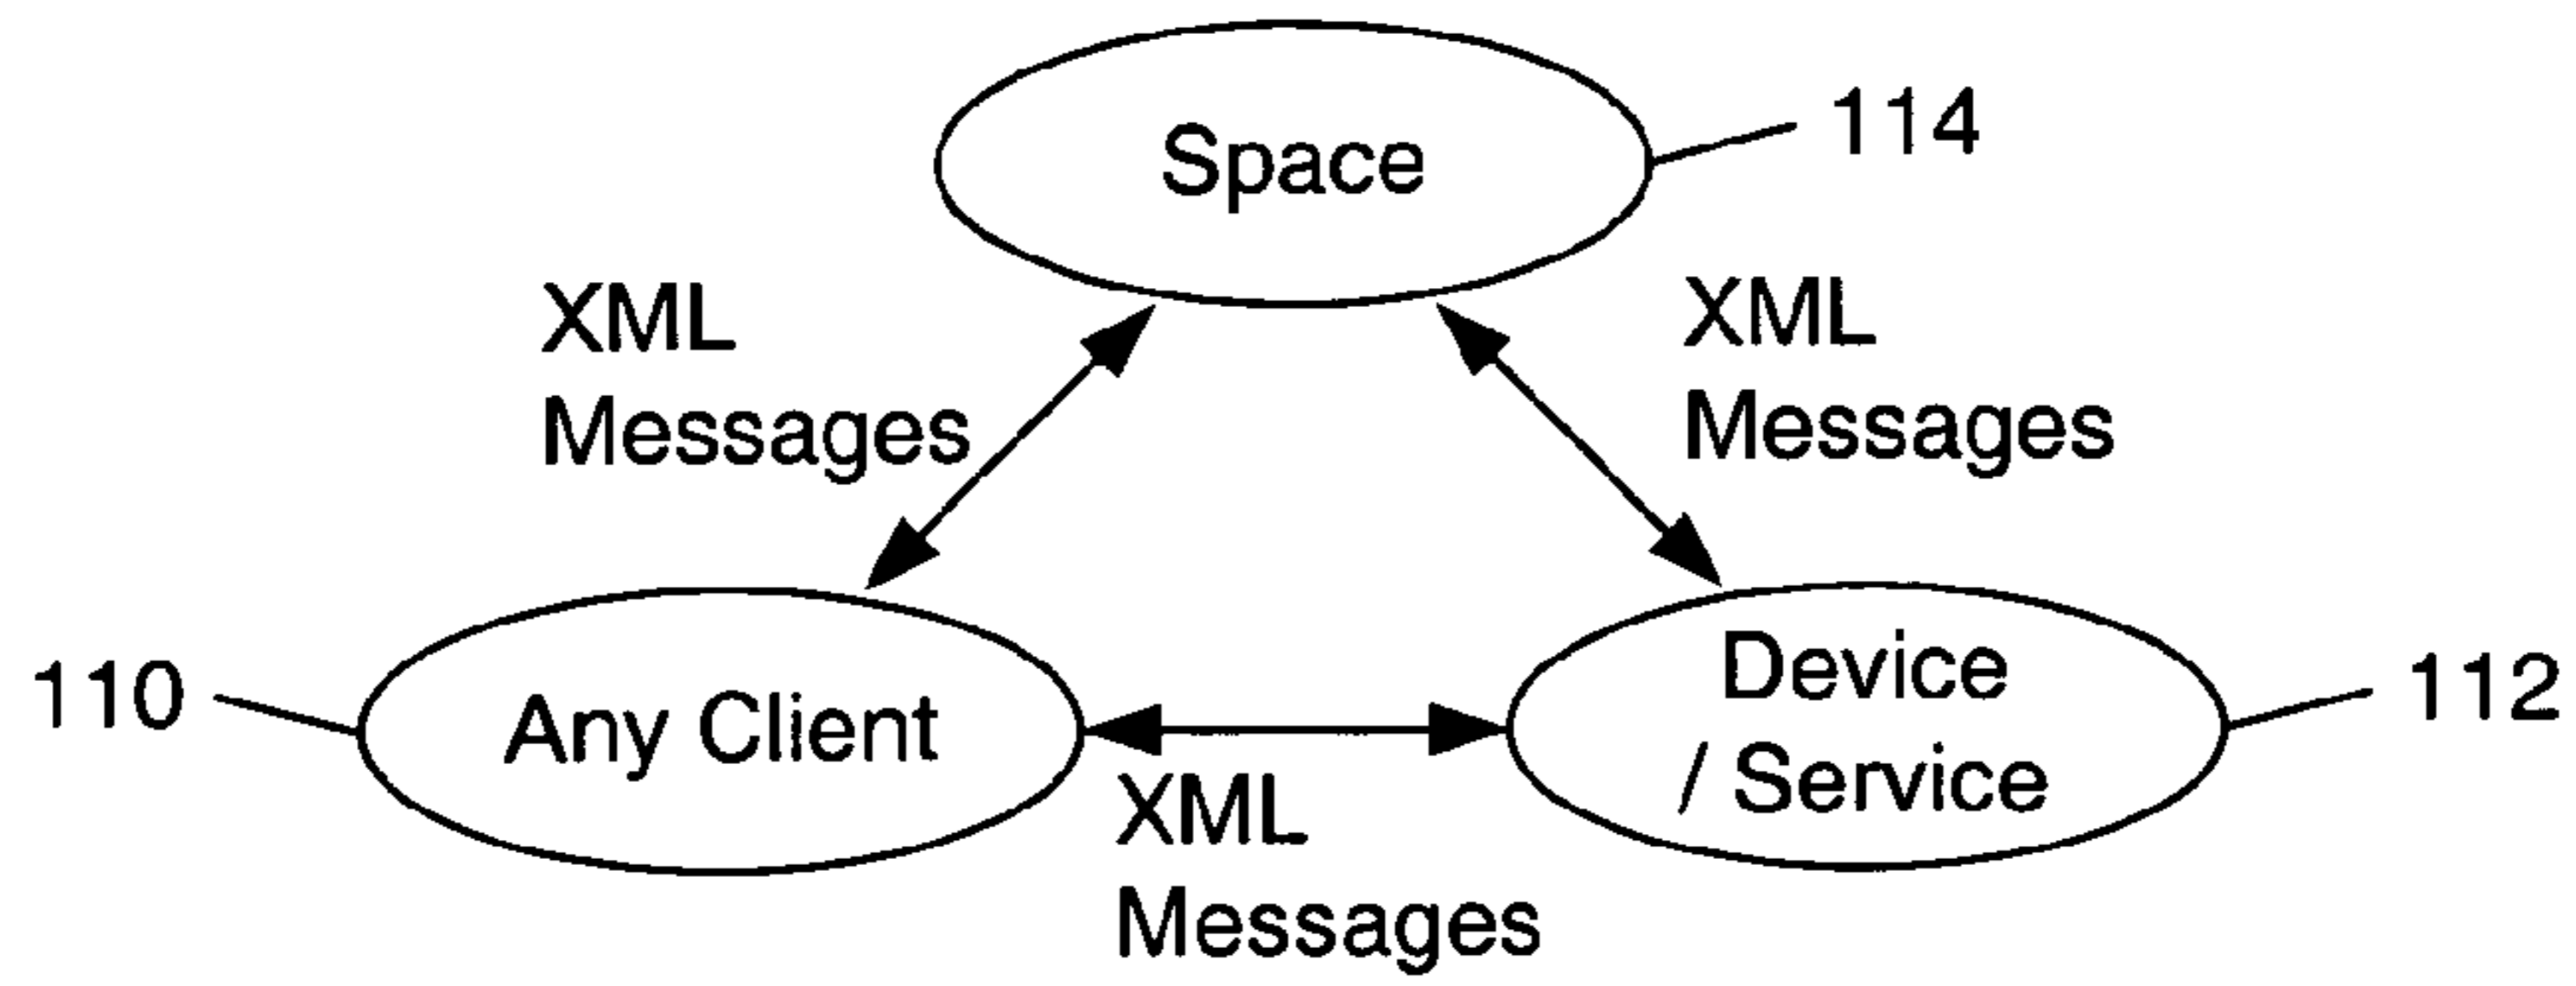 Space
114
XML
Messages
XML
Messages
110
Any Client
Device
/ Service
112
XML
Messages